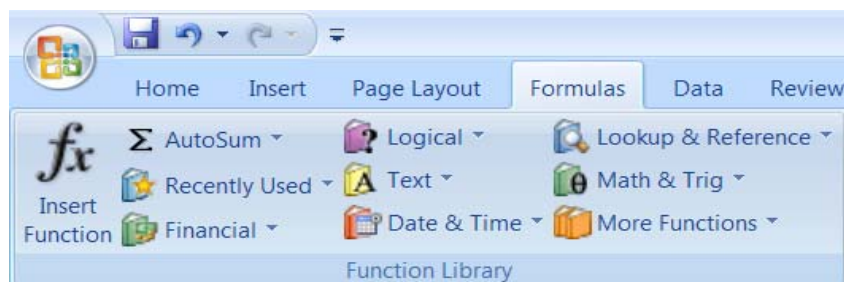 Home Insert Page Layout Formulas Data Review
fx Σ AutoSum ? Logical Lookup & Reference
Recently Used A Text θ Math & Trig
Insert Function Financial Date & Time More Functions
Function Library